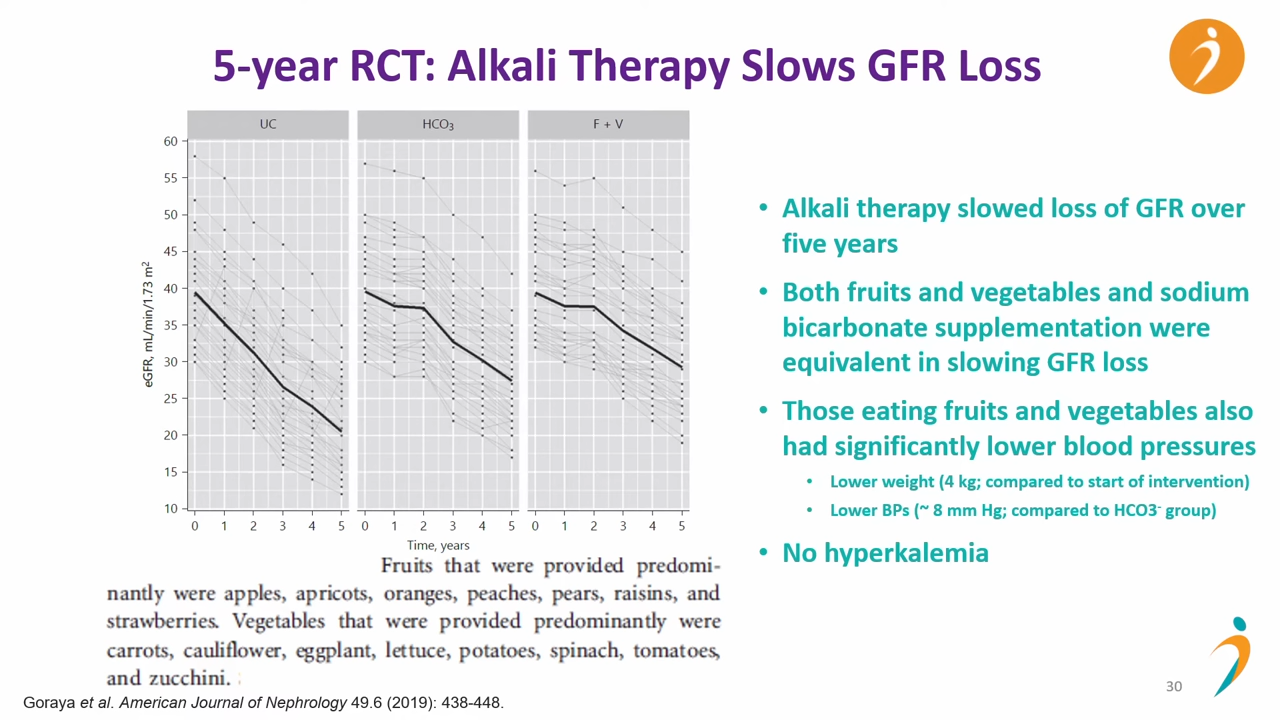 5-year RCT: Alkali Therapy Slows GFR Loss
UC
HCO3
F + V
eGFR, mL/min/1.73 m2
60
55
50
45
40
35
30
25
20
15
10
0 1 2 3 4 5
0 1 2 3 4 5
0 1 2 3 4 5
Time, years
Fruits that were provided predomi-
nantly were apples, apricots, oranges, peaches, pears, raisins, and
strawberries. Vegetables that were provided predominantly were
carrots, cauliflower, eggplant, lettuce, potatoes, spinach, tomatoes,
and zucchini.
Goraya et al. American Journal of Nephrology 49.6 (2019): 438-448.
• Alkali therapy slowed loss of GFR over
five years
• Both fruits and vegetables and sodium
bicarbonate supplementation were
equivalent in slowing GFR loss
• Those eating fruits and vegetables also
had significantly lower blood pressures
• Lower weight (4 kg; compared to start of intervention)
• Lower BPs (~ 8 mm Hg; compared to HCO3- group)
• No hyperkalemia
30